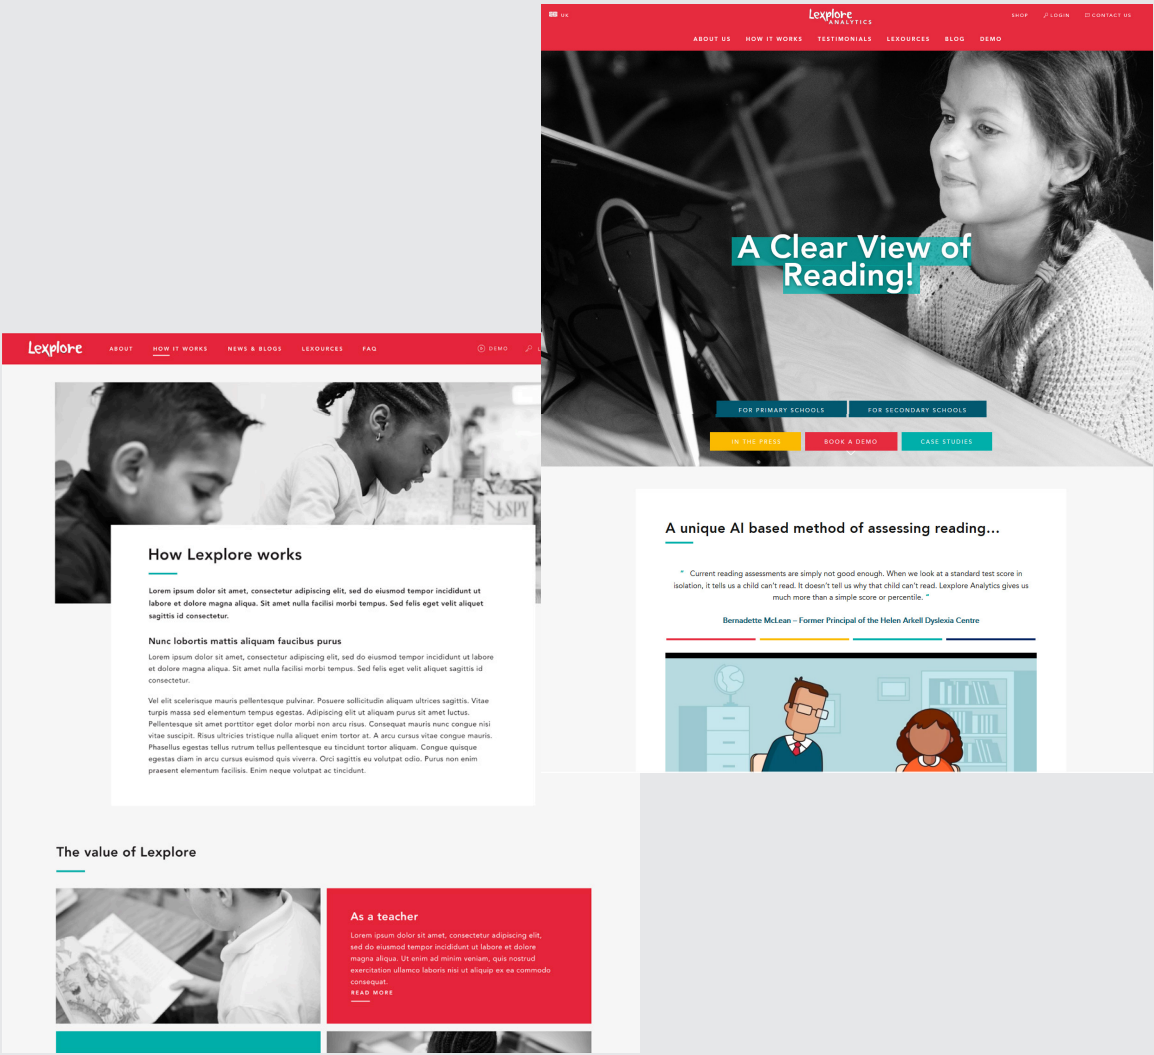 UK
Lexplore
ANALYTICS
SHOP
LOGIN
CONTACT US
ABOUT US
HOW IT WORKS
TESTIMONIALS
LEXOURCES
BLOG
DEMO
A Clear View of
Reading!
FOR PRIMARY SCHOOLS
FOR SECONDARY SCHOOLS
IN THE PRESS
BOOK A DEMO
CASE STUDIES
A unique AI based method of assessing reading...
" Current reading assessments are simply not good enough. When we look at a standard test score in
isolation, it tells us a child can't read. It doesn't tell us why that child can't read. Lexplore Analytics gives us
much more than a simple score or percentile. "
Bernadette McLean – Former Principal of the Helen Arkell Dyslexia Centre
Lexplore
ABOUT
HOW IT WORKS
NEWS & BLOGS
LEXOURCES
FAQ
DEMO
I-SPY
How Lexplore works
Lorem ipsum dolor sit amet, consectetur adipiscing elit, sed do eiusmod tempor incididunt ut
labore et dolore magna aliqua. Sit amet nulla facilisi morbi tempus. Sed felis eget velit aliquet
sagittis id consectetur.
Nunc lobortis mattis aliquam faucibus purus
Lorem ipsum dolor sit amet, consectetur adipiscing elit, sed do eiusmod tempor incididunt ut labore
et dolore magna aliqua. Sit amet nulla facilisi morbi tempus. Sed felis eget velit aliquet sagittis id
consectetur.
Vel elit scelerisque mauris pellentesque pulvinar. Posuere sollicitudin aliquam ultrices sagittis. Vitae
turpis massa sed elementum tempus egestas. Adipiscing elit ut aliquam purus sit amet luctus.
Pellentesque sit amet porttitor eget dolor morbi non arcu risus. Consequat mauris nunc congue nisi
vitae suscipit. Risus ultricies tristique nulla aliquet enim tortor at. A arcu cursus vitae congue mauris.
Phasellus egestas tellus rutrum tellus pellentesque eu tincidunt tortor aliquam. Congue quisque
egestas diam in arcu cursus euismod quis viverra. Orci sagittis eu volutpat odio. Purus non enim
praesent elementum facilisis. Enim neque volutpat ac tincidunt.
The value of Lexplore
As a teacher
Lorem ipsum dolor sit amet, consectetur adipiscing elit,
sed do eiusmod tempor incididunt ut labore et dolore
magna aliqua. Ut enim ad minim veniam, quis nostrud
exercitation ullamco laboris nisi ut aliquip ex ea commodo
consequat.
READ MORE